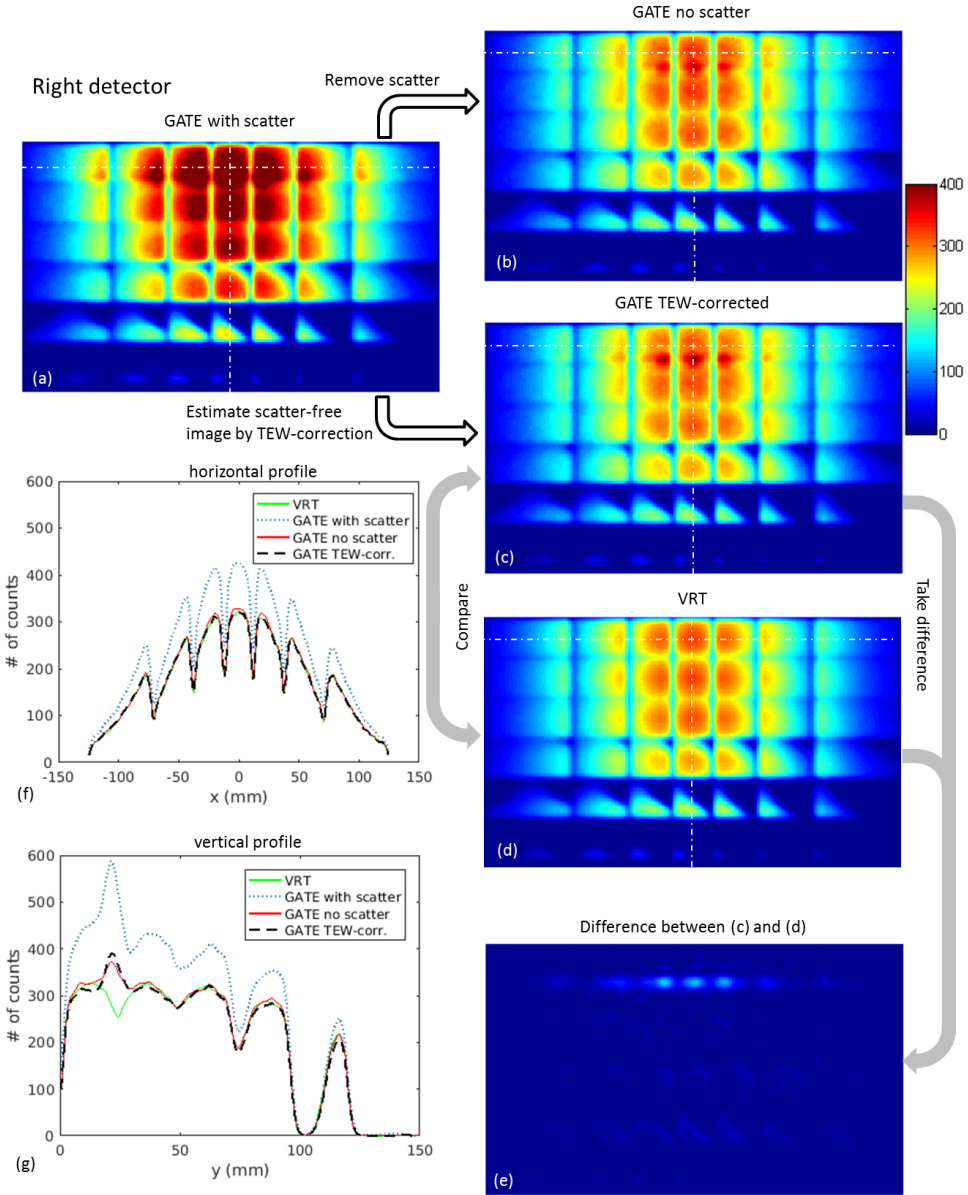 GATE no scatter
Right detector
Remove scatter
GATE with scatter
(a)
(b)
400
300
200
100
0
GATE TEW-corrected
Estimate scatter-free
image by TEW-correction
(c)
horizontal profile
600
500
400
300
200
100
0
-150
-100
-50
0
50
100
150
VRT
GATE with scatter
GATE no scatter
GATE TEW-corr.
# of counts
x (mm)
(f)
Compare
Take difference
VRT
(d)
vertical profile
600
500
400
300
200
100
0
0
50
100
150
VRT
GATE with scatter
GATE no scatter
GATE TEW-corr.
# of counts
y (mm)
(g)
Difference between (c) and (d)
(e)